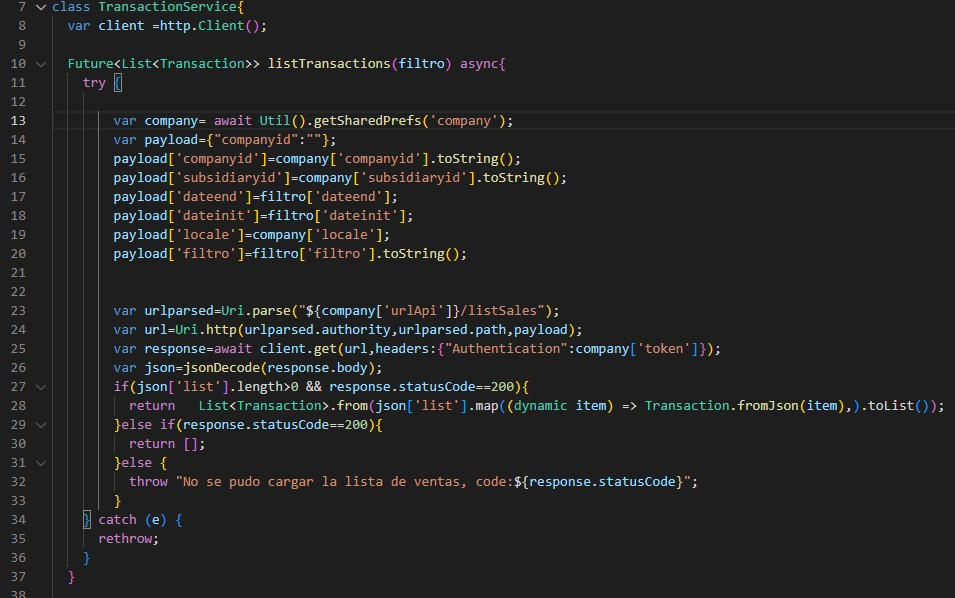 7 class TransactionService{
8 var client =http.Client();
9
10 Future<List<Transaction>> listTransactions(filtro) async{
11 try {
12
13 var company= await Util().getSharedPrefs('company');
14 var payload={"companyid":""};
15 payload['companyid']=company['companyid'].toString();
16 payload['subsidiaryid']=company['subsidiaryid'].toString();
17 payload['dateend']=filtro['dateend'];
18 payload['dateinit']=filtro['dateinit'];
19 payload['locale']=company['locale'];
20 payload['filtro']=filtro['filtro'].toString();
21
22
23 var urlparsed=Uri.parse("${company['urlApi']}/listSales");
24 var url=Uri.http(urlparsed.authority,urlparsed.path,payload);
25 var response=await client.get(url,headers:{"Authentication":company['token']});
26 var json=jsonDecode(response.body);
27 if(json['list'].length>0 && response.statusCode==200){
28 return   List<Transaction>.from(json['list'].map((dynamic item) => Transaction.fromJson(item),).toList());
29 }else if(response.statusCode==200){
30 return [];
31 }else {
32 throw "No se pudo cargar la lista de ventas, code:${response.statusCode}";
33 }
34 } catch (e) {
35 rethrow;
36 }
37 }
38